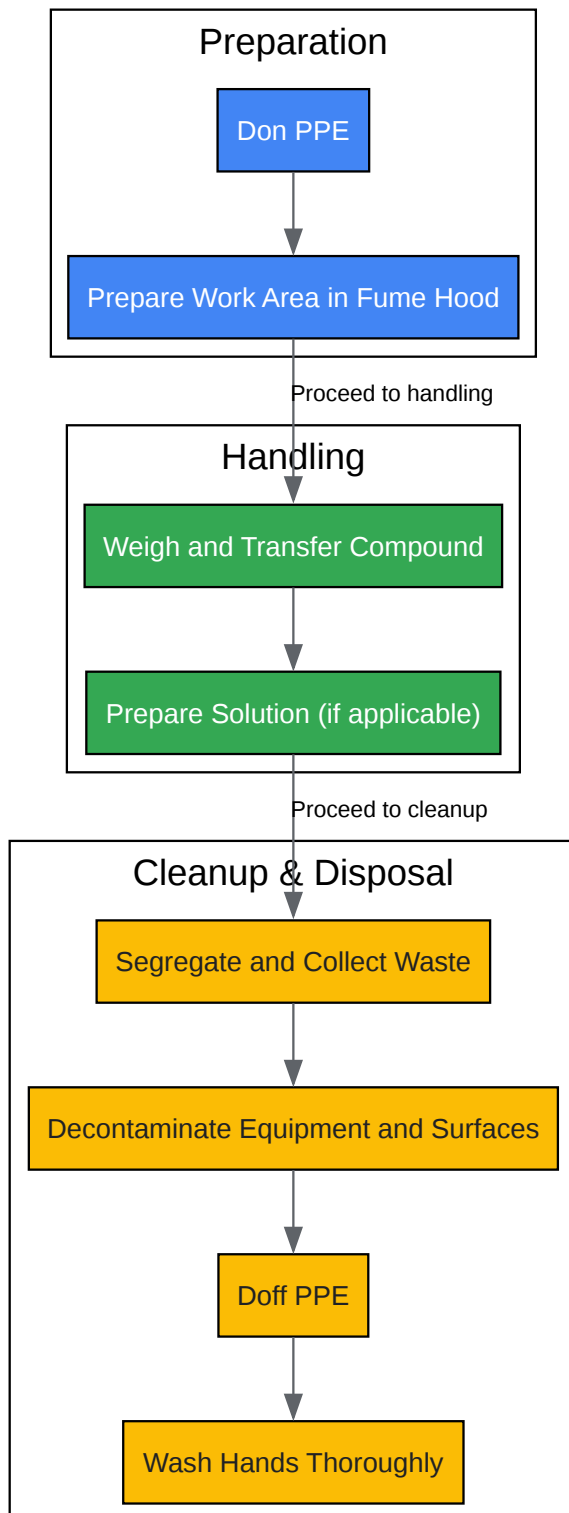 Preparation
Don PPE
Prepare Work Area in Fume Hood
Proceed to handling
Handling
Weigh and Transfer Compound
Prepare Solution (if applicable)
Proceed to cleanup
Cleanup & Disposal
Segregate and Collect Waste
Decontaminate Equipment and Surfaces
Doff PPE
Wash Hands Thoroughly